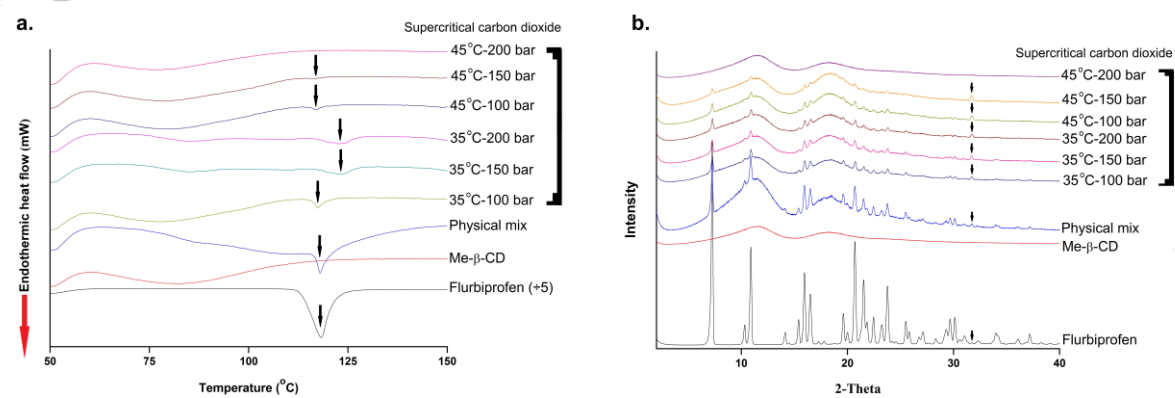 a.
Supercritical carbon dioxide
45°C-200 bar
45°C-150 bar
45°C-100 bar
35°C-200 bar
35°C-150 bar
35°C-100 bar
Physical mix
Me-β-CD
Flurbiprofen (÷5)
Endothermic heat flow (mW)
50
75
100
125
150
Temperature (°C)
b.
Supercritical carbon dioxide
45°C-200 bar
45°C-150 bar
45°C-100 bar
35°C-200 bar
35°C-150 bar
35°C-100 bar
Physical mix
Me-β-CD
Flurbiprofen
Intensity
10
20
30
40
2-Theta